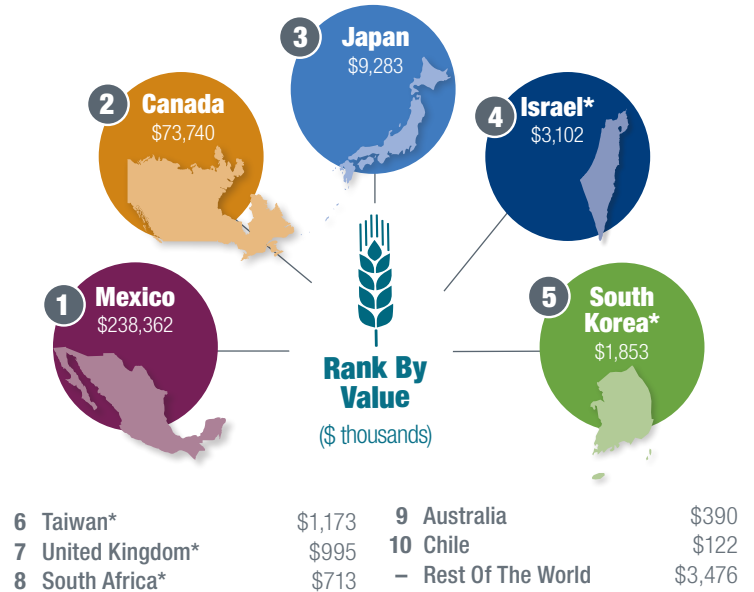 1
Mexico
$238,362
2
Canada
$73,740
3
Japan
$9,283
4
Israel*
$3,102
5
South
Korea*
$1,853
Rank By
Value
($ thousands)
6 Taiwan* $1,173
7 United Kingdom* $995
8 South Africa* $713
9 Australia $390
10 Chile $122
– Rest Of The World $3,476